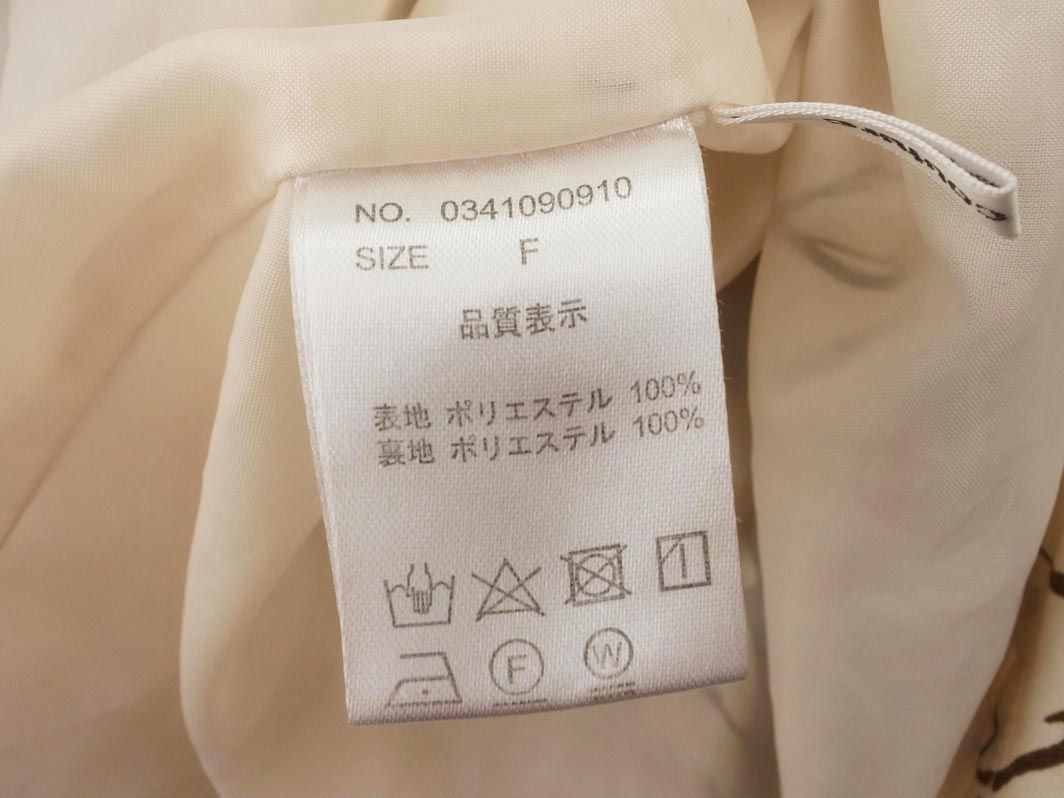 NO. 0341090910
SIZE F
品質表示
表地 ポリエステル 100%
裏地 ポリエステル 100%
F W